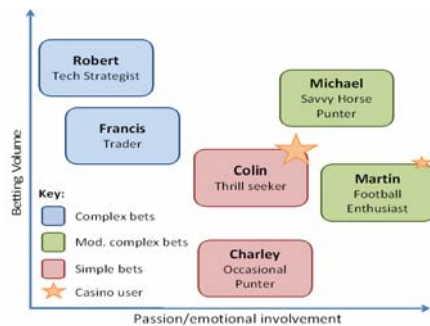 Robert
Tech Strategist
Michael
Savvy Horse
Punter
Francis
Trader
Colin
Thrill seeker
Martin
Football
Enthusiast
Charley
Occasional
Punter
Key:
Complex bets
Mod. complex bets
Simple bets
Casino user
Betting Volume
Passion/emotional involvement